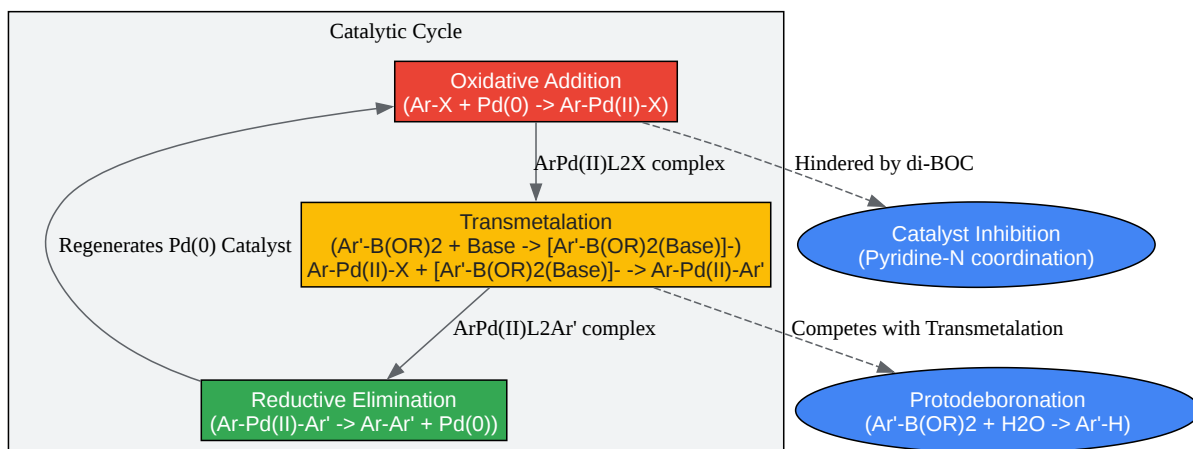 Catalytic Cycle
Oxidative Addition
(Ar-X + Pd(0) -> Ar-Pd(II)-X)
ArPd(II)L2X complex
Hindered by di-BOC
Transmetalation
(Ar'-B(OR)2 + Base -> [Ar'-B(OR)2(Base)]-)
Ar-Pd(II)-X + [Ar'-B(OR)2(Base)]- -> Ar-Pd(II)-Ar'
Regenerates Pd(0) Catalyst
Catalyst Inhibition
(Pyridine-N coordination)
ArPd(II)L2Ar' complex
Competes with Transmetalation
Reductive Elimination
(Ar-Pd(II)-Ar' -> Ar-Ar' + Pd(0))
Protodeboronation
(Ar'-B(OR)2 + H2O -> Ar'-H)